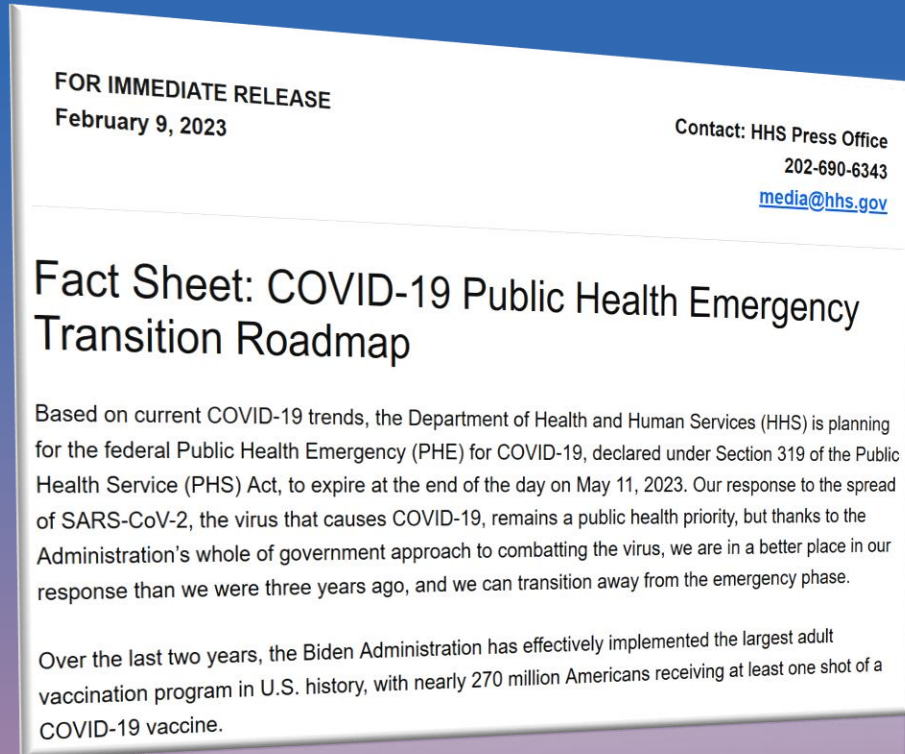 FOR IMMEDIATE RELEASE
February 9, 2023
Contact: HHS Press Office
202-690-6343
media@hhs.gov
Fact Sheet: COVID-19 Public Health Emergency
Transition Roadmap
Based on current COVID-19 trends, the Department of Health and Human Services (HHS) is planning
for the federal Public Health Emergency (PHE) for COVID-19, declared under Section 319 of the Public
Health Service (PHS) Act, to expire at the end of the day on May 11, 2023. Our response to the spread
of SARS-CoV-2, the virus that causes COVID-19, remains a public health priority, but thanks to the
Administration’s whole of government approach to combatting the virus, we are in a better place in our
response than we were three years ago, and we can transition away from the emergency phase.
Over the last two years, the Biden Administration has effectively implemented the largest adult
vaccination program in U.S. history, with nearly 270 million Americans receiving at least one shot of a
COVID-19 vaccine.